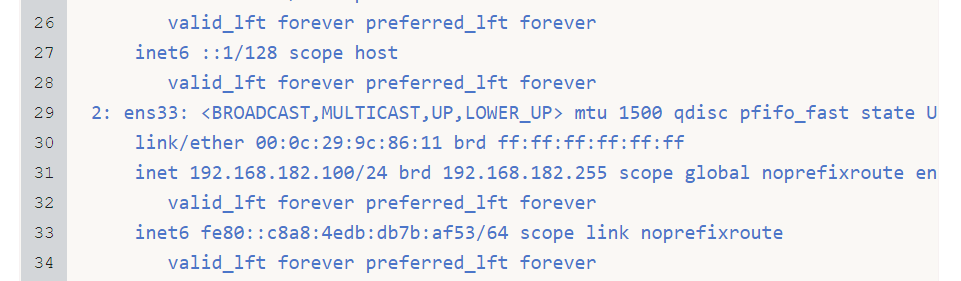 26 valid_lft forever preferred_lft forever
27 inet6 ::1/128 scope host
28 valid_lft forever preferred_lft forever
29 2: ens33: <BROADCAST,MULTICAST,UP,LOWER_UP> mtu 1500 qdisc pfifo_fast state U
30 link/ether 00:0c:29:9c:86:11 brd ff:ff:ff:ff:ff:ff
31 inet 192.168.182.100/24 brd 192.168.182.255 scope global noprefixroute en
32 valid_lft forever preferred_lft forever
33 inet6 fe80::c8a8:4edb:db7b:af53/64 scope link noprefixroute
34 valid_lft forever preferred_lft forever